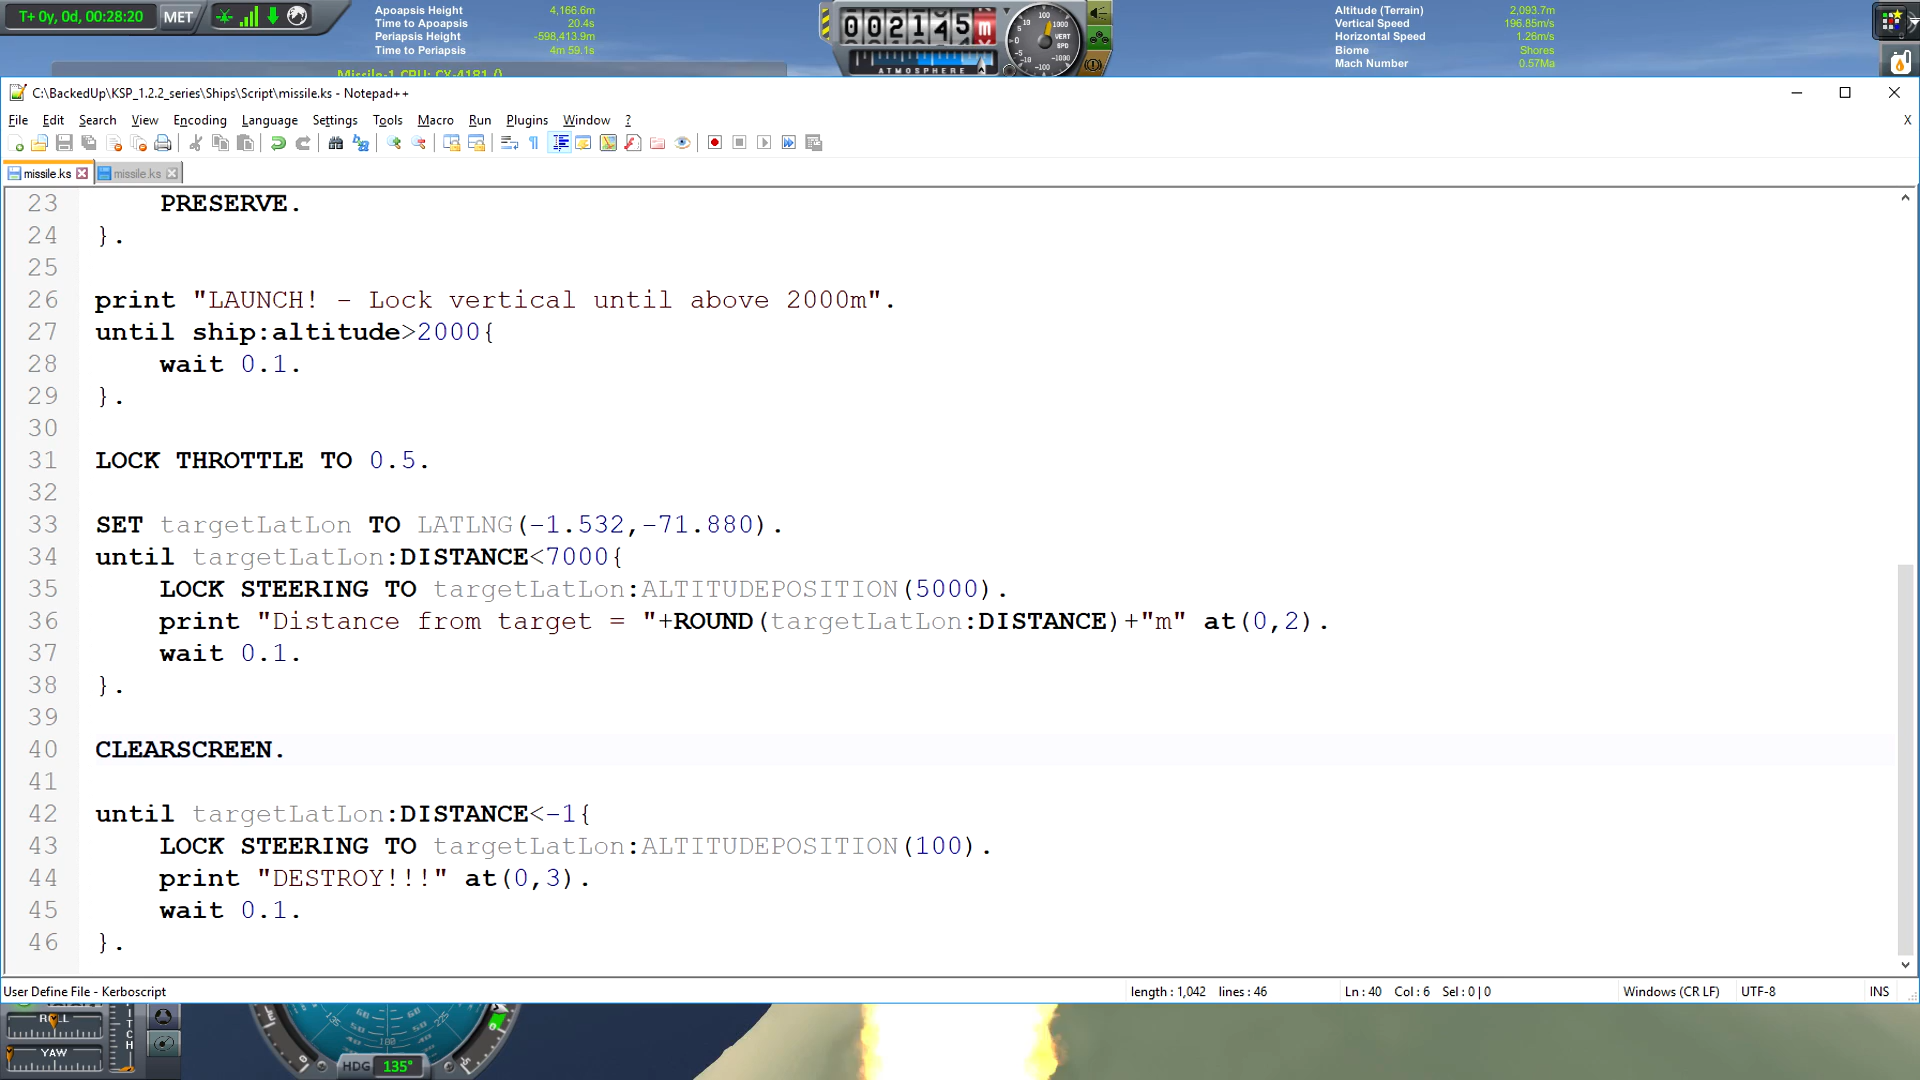 T+ 0y, 0d, 00:28:20 MET
Apoapsis Height 4,166.6m
Time to Apoapsis 20.4s
Periapsis Height -598,413.9m
Time to Periapsis 4m 59.1s
002145m
ATMOSPHERE
VERT SPD
Altitude (Terrain) 2,093.7m
Vertical Speed 196.85m/s
Horizontal Speed 1.26m/s
Biome Shores
Mach Number 0.57Ma
C:\BackedUp\KSP_1.2.2_series\Ships\Script\missile.ks - Notepad++
File Edit Search View Encoding Language Settings Tools Macro Run Plugins Window ? X
missile.ks missile.ks
23 PRESERVE.
24 }.
25
26 print "LAUNCH! - Lock vertical until above 2000m".
27 until ship:altitude>2000{
28 wait 0.1.
29 }.
30
31 LOCK THROTTLE TO 0.5.
32
33 SET targetLatLon TO LATLNG(-1.532,-71.880).
34 until targetLatLon:DISTANCE<7000{
35 LOCK STEERING TO targetLatLon:ALTITUDEPOSITION(5000).
36 print "Distance from target = "+ROUND(targetLatLon:DISTANCE)+"m" at(0,2).
37 wait 0.1.
38 }.
39
40 CLEARSCREEN.
41
42 until targetLatLon:DISTANCE<-1{
43 LOCK STEERING TO targetLatLon:ALTITUDEPOSITION(100).
44 print "DESTROY!!!" at(0,3).
45 wait 0.1.
46 }.
User Define File - Kerboscript length : 1,042 lines : 46 Ln : 40 Col : 6 Sel : 0 | 0 Windows (CR LF) UTF-8 INS
ROLL
YAW
HDG 135°